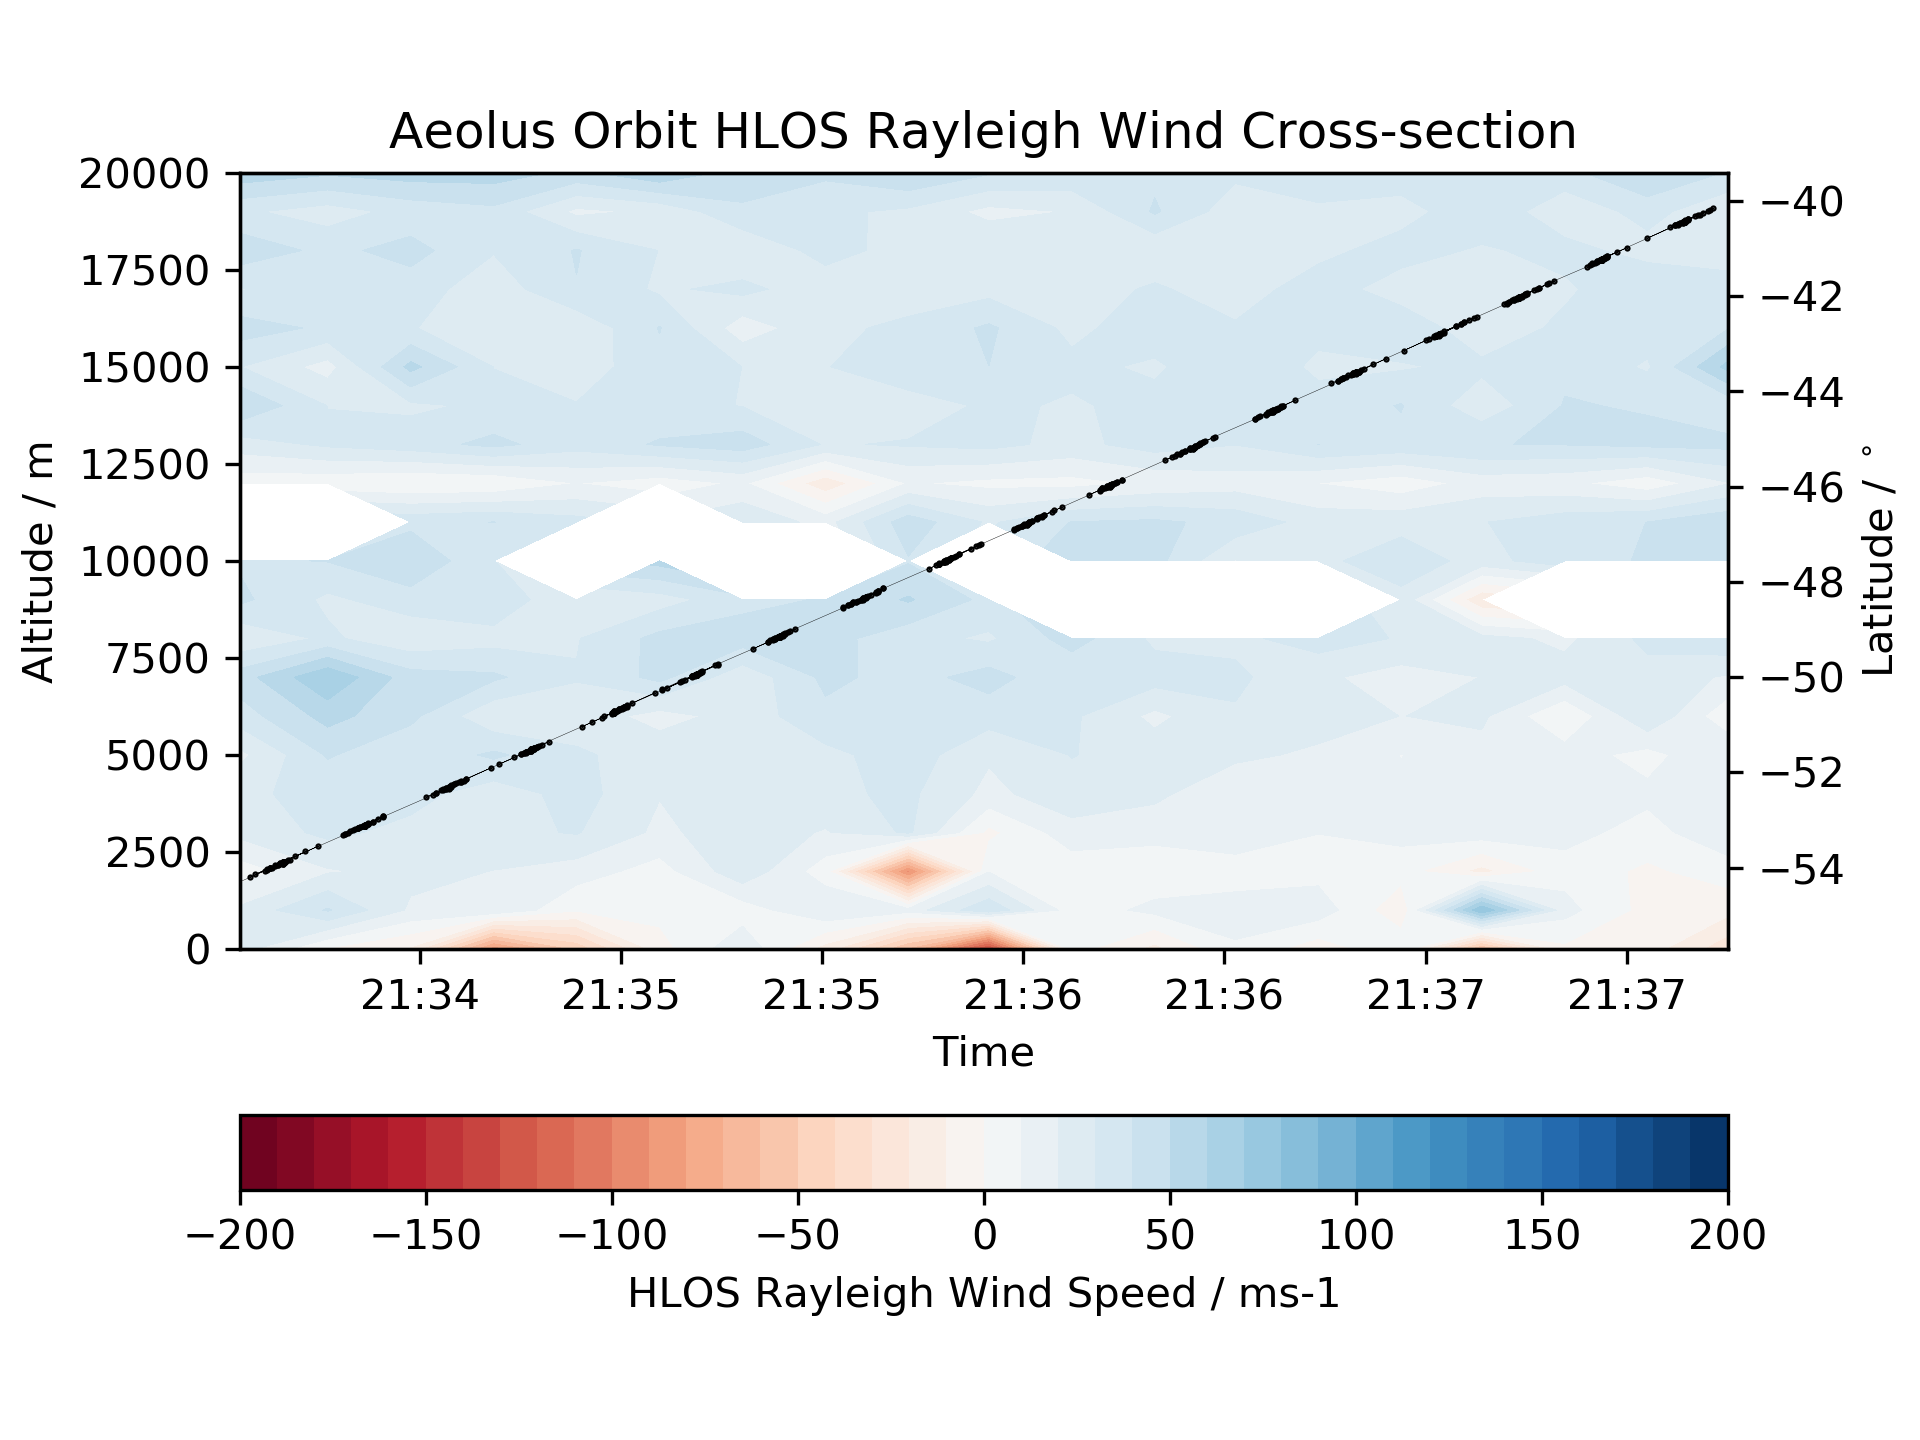 Aeolus Orbit HLOS Rayleigh Wind Cross-section
20000
17500
15000
12500
10000
7500
5000
2500
0
Altitude / m
−40
−42
−44
−46
−48
−50
−52
−54
Latitude / °
21:34 21:35 21:35 21:36 21:36 21:37 21:37
Time
−200 −150 −100 −50 0 50 100 150 200
HLOS Rayleigh Wind Speed / ms-1